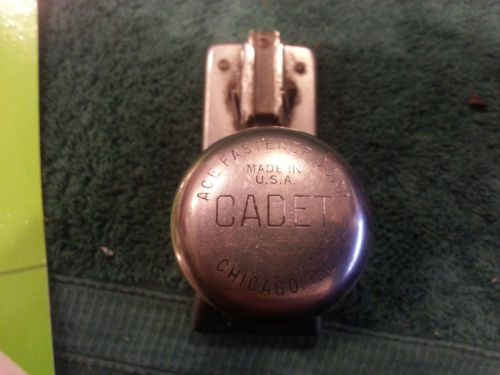 ACE FASTENER CORP.
MADE IN
U.S.A.
CADET
CHICAGO, ILL.